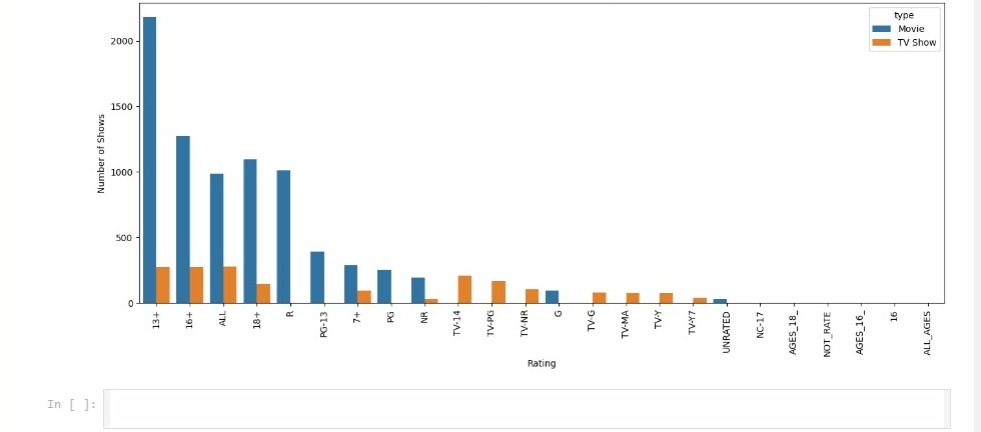 type
Movie
TV Show
2000
1500
1000
500
0
Number of Shows
13+
16+
ALL
18+
R
PG-13
7+
PG
NR
TV-14
TV-PG
TV-NR
G
TV-G
TV-MA
TV-Y
TV-Y7
UNRATED
NC-17
AGES_18_
NOT_RATE
AGES_16_
16
ALL_AGES
Rating
In [ ]: